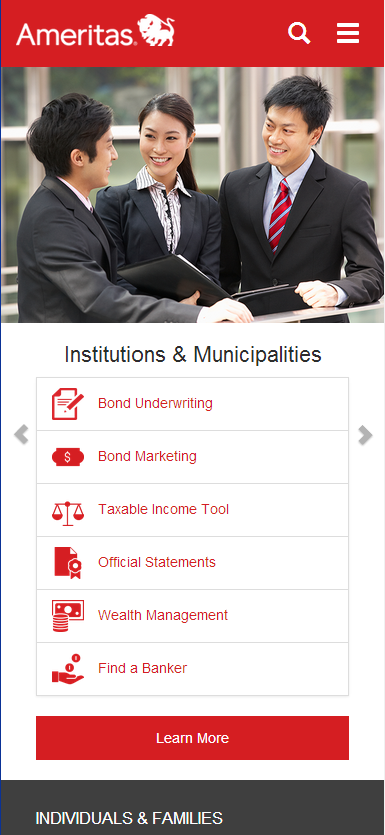 Ameritas
Institutions & Municipalities
Bond Underwriting
Bond Marketing
Taxable Income Tool
Official Statements
Wealth Management
Find a Banker
Learn More
INDIVIDUALS & FAMILIES